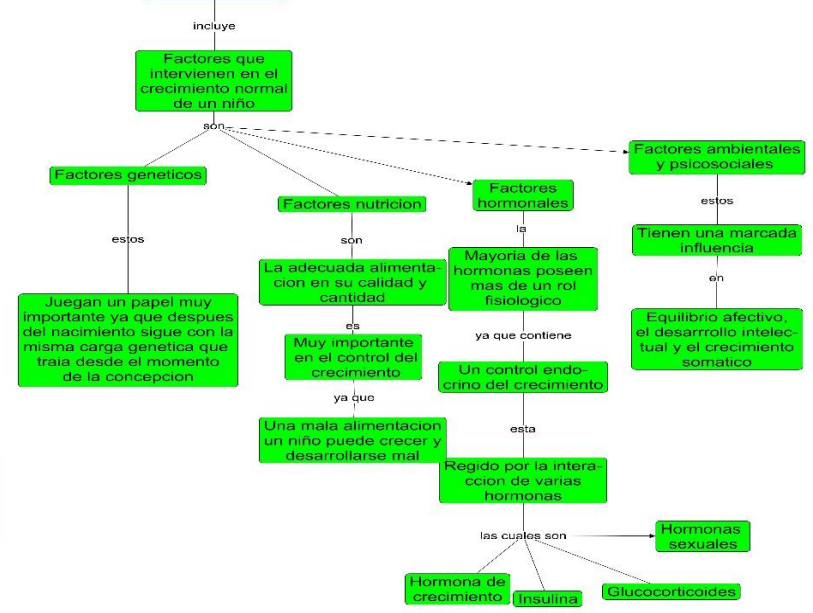 incluye
Factores que
intervienen en el
crecimiento normal
de un niño
son
Factores geneticos
estos
Juegan un papel muy
importante ya que despues
del nacimiento sigue con la
misma carga genetica que
traia desde el momento
de la concepcion
Factores nutricion
son
La adecuada alimenta-
cion en su calidad y
cantidad
es
Muy importante
en el control del
crecimiento
ya que
Una mala alimentacion
un niño puede crecer y
desarrollarse mal
Factores
hormonales
la
Mayoria de las
hormonas poseen
mas de un rol
fisiologico
ya que contiene
Un control endo-
crino del crecimiento
esta
Regido por la intera-
ccion de varias
hormonas
las cuales son
Hormona de
crecimiento
Insulina
Glucocorticoides
Hormonas
sexuales
Factores ambientales
y psicosociales
estos
Tienen una marcada
influencia
en
Equilibrio afectivo,
el desarrrollo intelec-
tual y el crecimiento
somatico